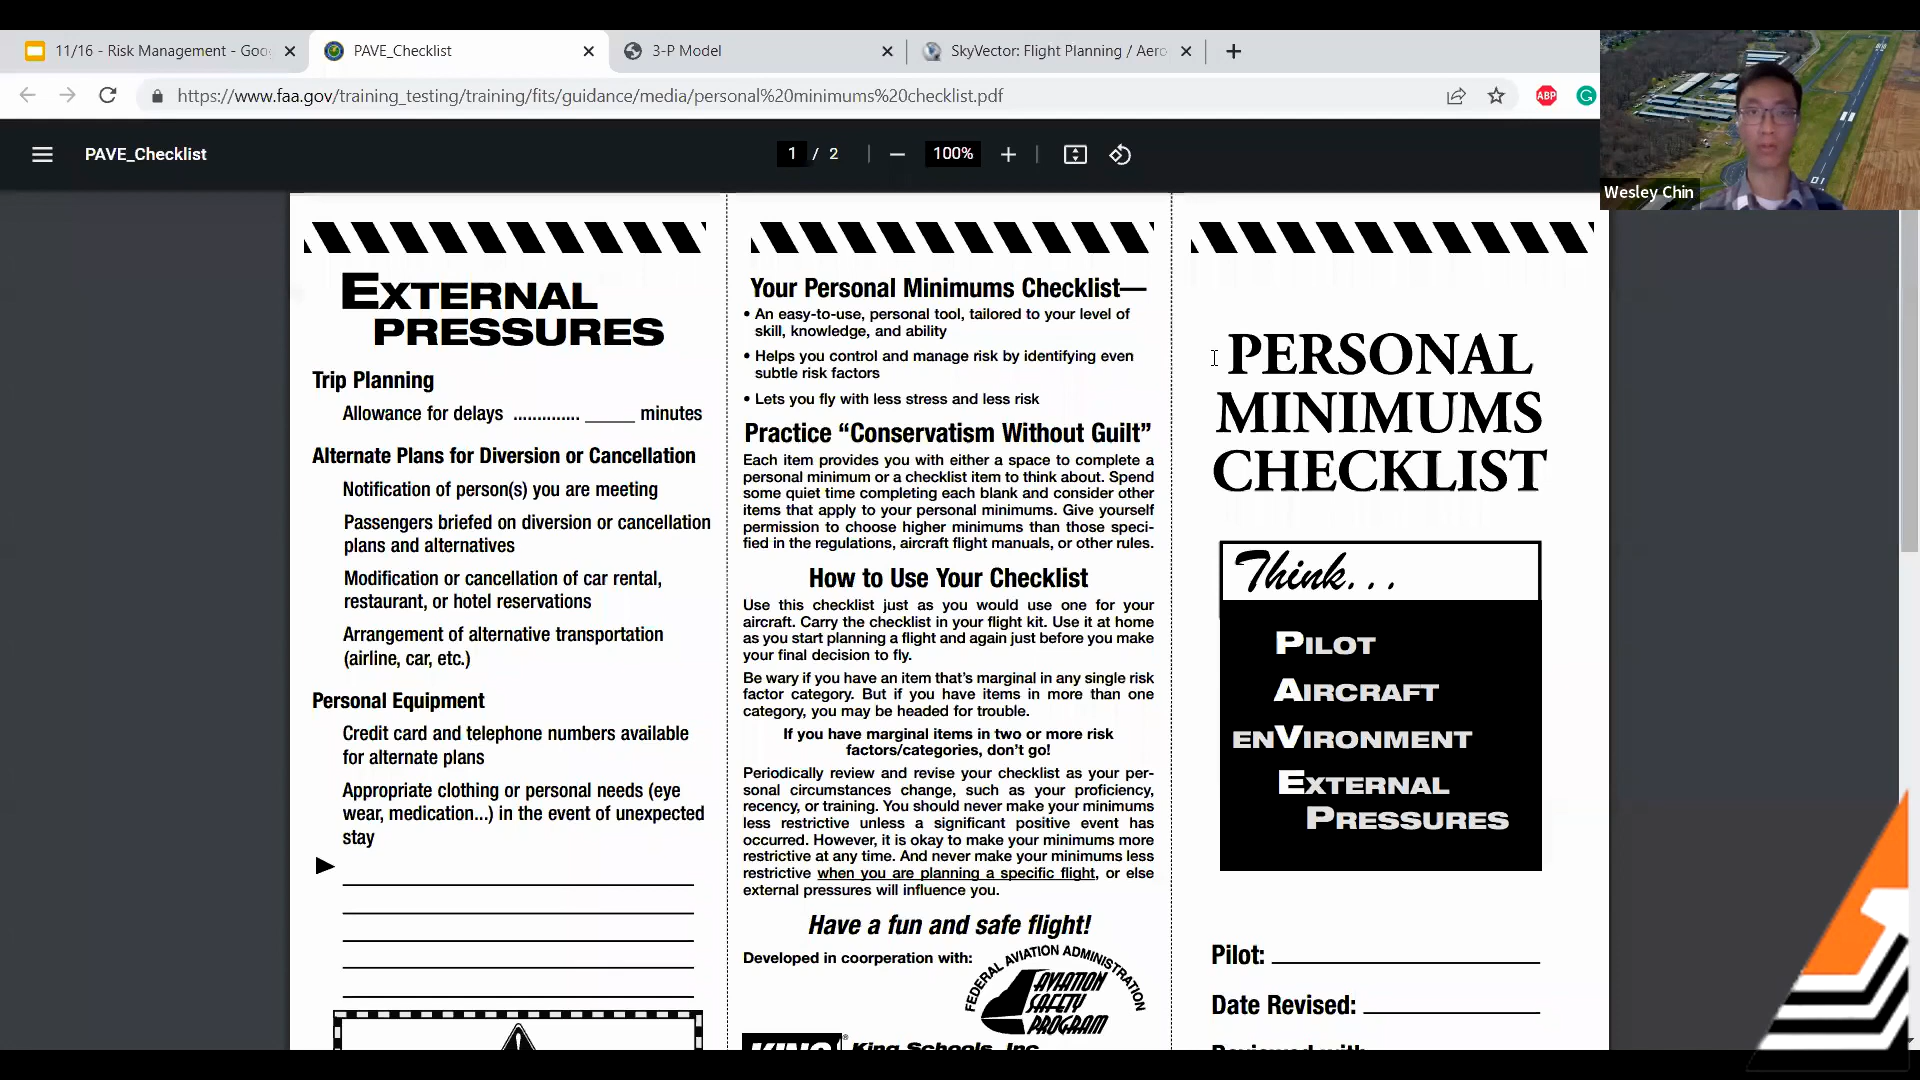 11/16 - Risk Management - Goo
PAVE_Checklist
3-P Model
SkyVector: Flight Planning / Aero
https://www.faa.gov/training_testing/training/fits/guidance/media/personal%20minimums%20checklist.pdf
ABP
Wesley Chin
PAVE_Checklist
1 / 2
100%
EXTERNAL
PRESSURES
Trip Planning
Allowance for delays .............. _____ minutes
Alternate Plans for Diversion or Cancellation
Notification of person(s) you are meeting
Passengers briefed on diversion or cancellation
plans and alternatives
Modification or cancellation of car rental,
restaurant, or hotel reservations
Arrangement of alternative transportation
(airline, car, etc.)
Personal Equipment
Credit card and telephone numbers available
for alternate plans
Appropriate clothing or personal needs (eye
wear, medication...) in the event of unexpected
stay
Your Personal Minimums Checklist—
• An easy-to-use, personal tool, tailored to your level of
skill, knowledge, and ability
• Helps you control and manage risk by identifying even
subtle risk factors
• Lets you fly with less stress and less risk
Practice “Conservatism Without Guilt”
Each item provides you with either a space to complete a
personal minimum or a checklist item to think about. Spend
some quiet time completing each blank and consider other
items that apply to your personal minimums. Give yourself
permission to choose higher minimums than those speci-
fied in the regulations, aircraft flight manuals, or other rules.
How to Use Your Checklist
Use this checklist just as you would use one for your
aircraft. Carry the checklist in your flight kit. Use it at home
as you start planning a flight and again just before you make
your final decision to fly.
Be wary if you have an item that’s marginal in any single risk
factor category. But if you have items in more than one
category, you may be headed for trouble.
If you have marginal items in two or more risk
factors/categories, don’t go!
Periodically review and revise your checklist as your per-
sonal circumstances change, such as your proficiency,
recency, or training. You should never make your minimums
less restrictive unless a significant positive event has
occurred. However, it is okay to make your minimums more
restrictive at any time. And never make your minimums less
restrictive when you are planning a specific flight, or else
external pressures will influence you.
Have a fun and safe flight!
Developed in coorperation with:
FEDERAL AVIATION ADMINISTRATION
AVIATION
SAFETY
PROGRAM
KING® King Schools, Inc.
PERSONAL
MINIMUMS
CHECKLIST
Think...
PILOT
AIRCRAFT
ENVIRONMENT
EXTERNAL
PRESSURES
Pilot:
Date Revised:
Reviewed with